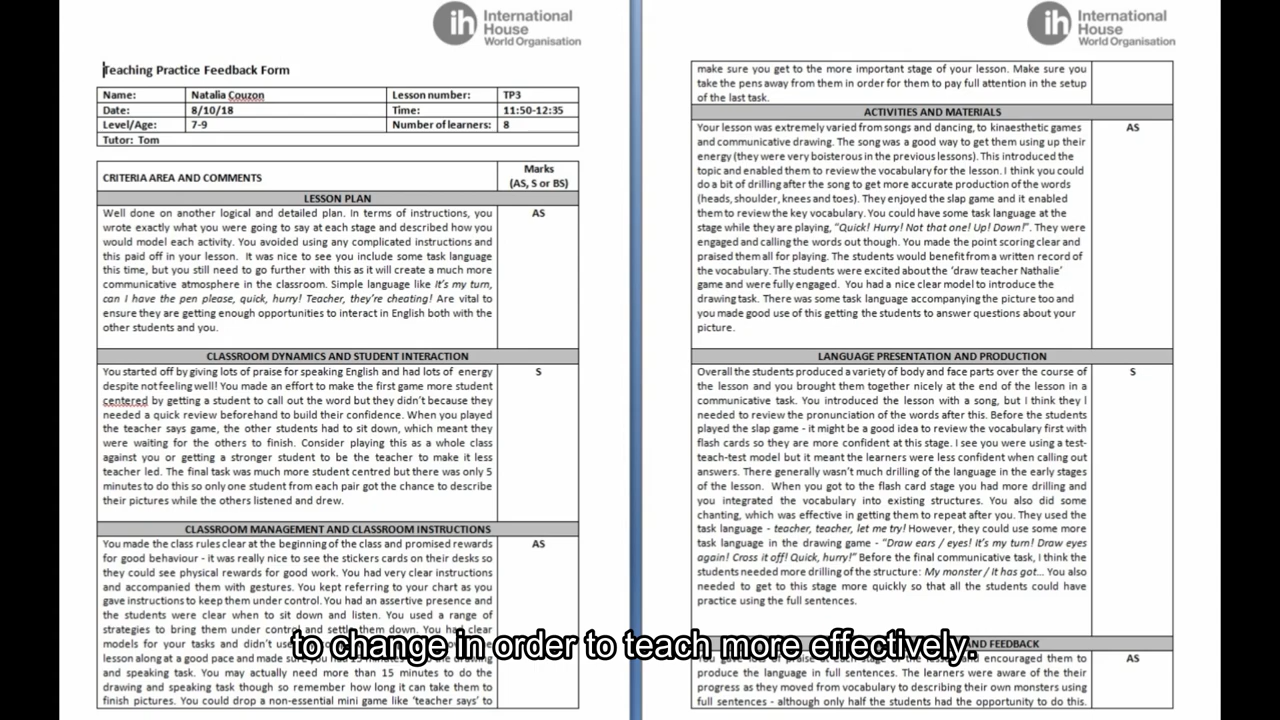 ih International
House
World Organisation
Teaching Practice Feedback Form
Name: Natalia Couzon Lesson number: TP3
Date: 8/10/18 Time: 11:50-12:35
Level/Age: 7-9 Number of learners: 8
Tutor: Tom
CRITERIA AREA AND COMMENTS Marks
(AS, S or BS)
LESSON PLAN
Well done on another logical and detailed plan. In terms of instructions, you AS
wrote exactly what you were going to say at each stage and described how you
would model each activity. You avoided using any complicated instructions and
this paid off in your lesson. It was nice to see you include some task language
this time, but you still need to go further with this as it will create a much more
communicative atmosphere in the classroom. Simple language like It's my turn,
can I have the pen please, quick, hurry! Teacher, they're cheating! Are vital to
ensure they are getting enough opportunities to interact in English both with the
other students and you.
CLASSROOM DYNAMICS AND STUDENT INTERACTION
You started off by giving lots of praise for speaking English and had lots of energy S
despite not feeling well! You made an effort to make the first game more student
centered by getting a student to call out the word but they didn't because they
needed a quick review beforehand to build their confidence. When you played
the teacher says game, the other students had to sit down, which meant they
were waiting for the others to finish. Consider playing this as a whole class
against you or getting a stronger student to be the teacher to make it less
teacher led. The final task was much more student centred but there was only 5
minutes to do this so only one student from each pair got the chance to describe
their pictures while the others listened and drew.
CLASSROOM MANAGEMENT AND CLASSROOM INSTRUCTIONS
You made the class rules clear at the beginning of the class and promised rewards AS
for good behaviour - it was really nice to see the stickers cards on their desks so
they could see physical rewards for good work. You had very clear instructions
and accompanied them with gestures. You kept referring to your chart as you
gave instructions to keep them under control. You had an assertive presence and
the students were clear when to sit down and listen. You used a range of
strategies to bring them under control and settle them down. You had clear
models for your tasks and didn't
lesson along at a good pace and made sure you had 15 minutes
and speaking task. You may actually need more than 15 minutes to do the
drawing and speaking task though so remember how long it can take them to
finish pictures. You could drop a non-essential mini game like 'teacher says' to
ih International
House
World Organisation
make sure you get to the more important stage of your lesson. Make sure you
take the pens away from them in order for them to pay full attention in the setup
of the last task.
ACTIVITIES AND MATERIALS
Your lesson was extremely varied from songs and dancing, to kinaesthetic games AS
and communicative drawing. The song was a good way to get them using up their
energy (they were very boisterous in the previous lessons). This introduced the
topic and enabled them to review the vocabulary for the lesson. I think you could
do a bit of drilling after the song to get more accurate production of the words
(heads, shoulder, knees and toes). They enjoyed the slap game and it enabled
them to review the key vocabulary. You could have some task language at the
stage while they are playing, "Quick! Hurry! Not that one! Up! Down!". They were
engaged and calling the words out though. You made the point scoring clear and
praised them all for playing. The students would benefit from a written record of
the vocabulary. The students were excited about the 'draw teacher Nathalie'
game and were fully engaged. You had a nice clear model to introduce the
drawing task. There was some task language accompanying the picture too and
you made good use of this getting the students to answer questions about your
picture.
LANGUAGE PRESENTATION AND PRODUCTION
Overall the students produced a variety of body and face parts over the course of S
the lesson and you brought them together nicely at the end of the lesson in a
communicative task. You introduced the lesson with a song, but I think they l
needed to review the pronunciation of the words after this. Before the students
played the slap game - it might be a good idea to review the vocabulary first with
flash cards so they are more confident at this stage. I see you were using a test-
teach-test model but it meant the learners were less confident when calling out
answers. There generally wasn't much drilling of the language in the early stages
of the lesson. When you got to the flash card stage you had more drilling and
you integrated the vocabulary into existing structures. You also did some
chanting, which was effective in getting them to repeat after you. They used the
task language - teacher, teacher, let me try! However, they could use some more
task language in the drawing game - "Draw ears / eyes! It's my turn! Draw eyes
again! Cross it off! Quick, hurry!" Before the final communicative task, I think the
students needed more drilling of the structure: My monster / It has got... You also
needed to get to this stage more quickly so that all the students could have
practice using the full sentences.
AND FEEDBACK
You gave lots of praise at each stage of the lesson and encouraged them to AS
produce the language in full sentences. The learners were aware of the their
progress as they moved from vocabulary to describing their own monsters using
full sentences - although only half the students had the opportunity to do this.
to change in order to teach more effectively.